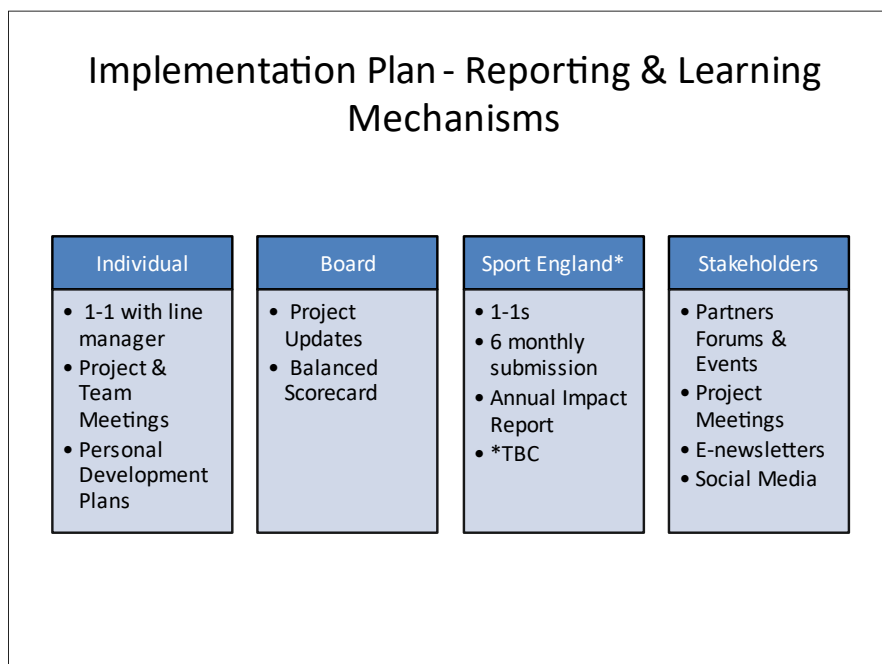 Implementation Plan - Reporting & Learning
Mechanisms
Individual
• 1-1 with line
manager
• Project &
Team
Meetings
• Personal
Development
Plans
Board
• Project
Updates
• Balanced
Scorecard
Sport England*
• 1-1s
• 6 monthly
submission
• Annual Impact
Report
• *TBC
Stakeholders
• Partners
Forums &
Events
• Project
Meetings
• E-newsletters
• Social Media